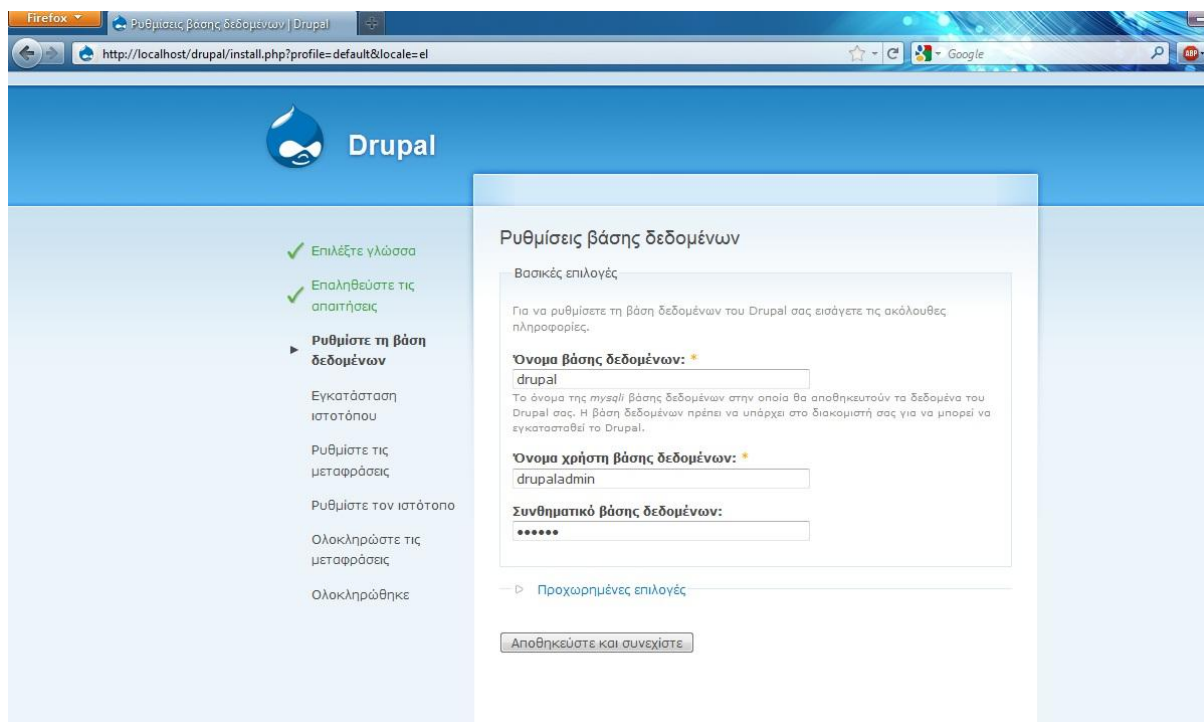 Firefox
Ρυθμίσεις βάσης δεδομένων | Drupal
http://localhost/drupal/install.php?profile=default&locale=el
Google
ABP
Drupal
Επιλέξτε γλώσσα
Επαληθεύστε τις
απαιτήσεις
Ρυθμίστε τη βάση
δεδομένων
Εγκατάσταση
ιστοτόπου
Ρυθμίστε τις
μεταφράσεις
Ρυθμίστε τον ιστότοπο
Ολοκληρώστε τις
μεταφράσεις
Ολοκληρώθηκε
Ρυθμίσεις βάσης δεδομένων
Βασικές επιλογές
Για να ρυθμίσετε τη βάση δεδομένων του Drupal σας εισάγετε τις ακόλουθες
πληροφορίες.
Όνομα βάσης δεδομένων: *
drupal
Το όνομα της mysqli βάσης δεδομένων στην οποία θα αποθηκευτούν τα δεδομένα του
Drupal σας. Η βάση δεδομένων πρέπει να υπάρχει στο διακομιστή σας για να μπορεί να
εγκατασταθεί το Drupal.
Όνομα χρήστη βάσης δεδομένων: *
drupaladmin
Συνθηματικό βάσης δεδομένων:
••••••
Προχωρημένες επιλογές
Αποθηκεύστε και συνεχίστε